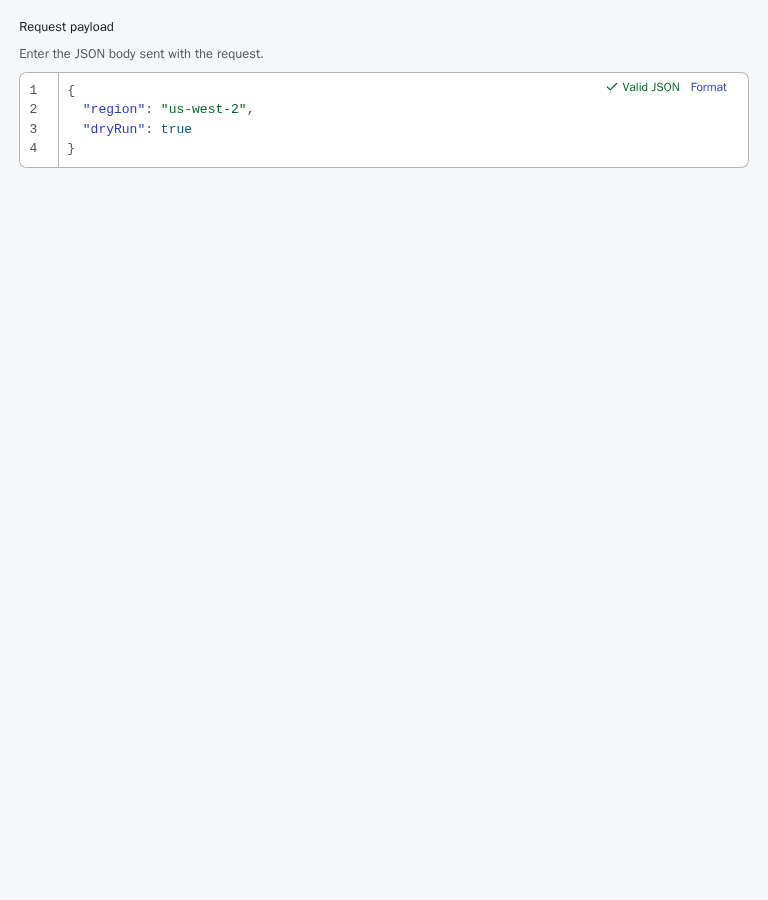 Request payload
Enter the JSON body sent with the request.
1 {
Valid JSON Format
2   "region": "us-west-2",
3   "dryRun": true
4 }